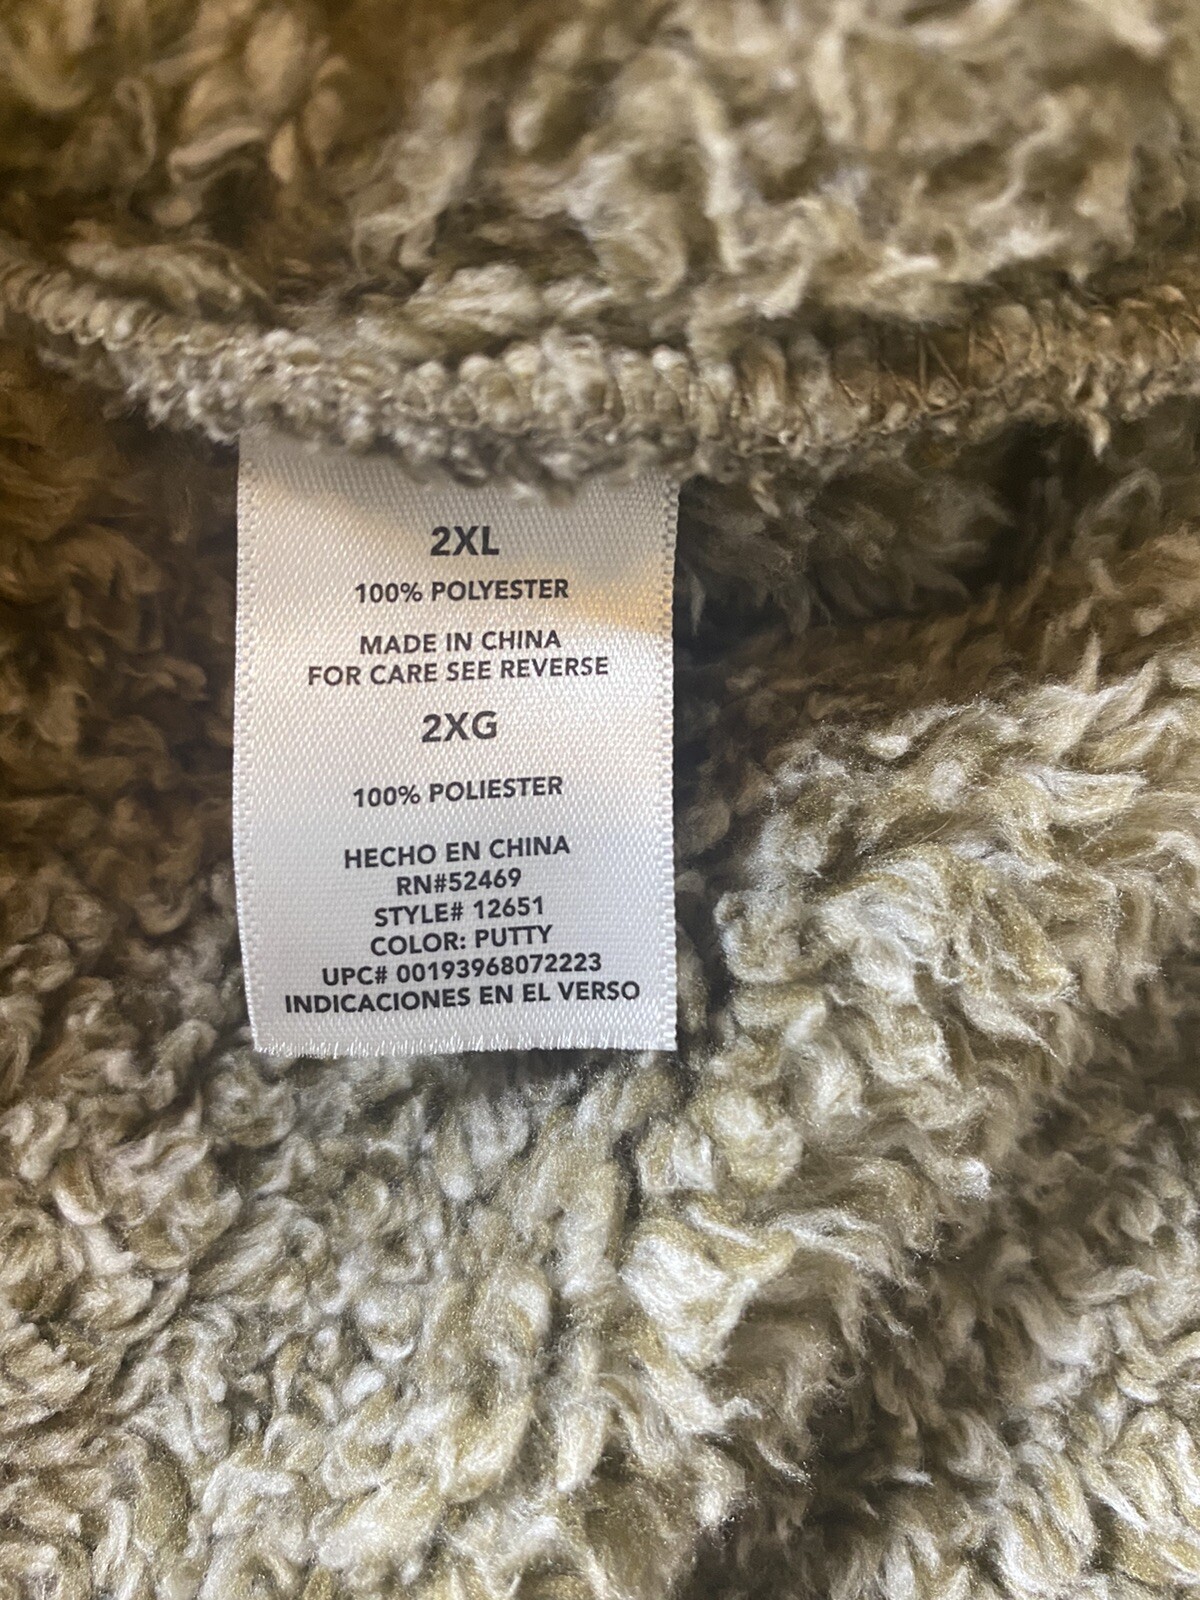 2XL
100% POLYESTER
MADE IN CHINA
FOR CARE SEE REVERSE
2XG
100% POLIESTER
HECHO EN CHINA
RN#52469
STYLE# 12651
COLOR: PUTTY
UPC# 00193968072223
INDICACIONES EN EL VERSO